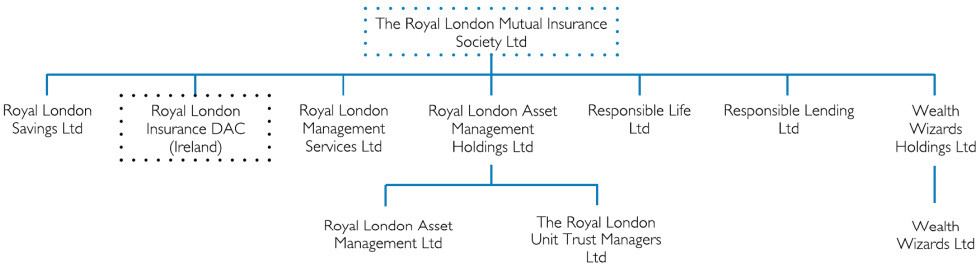 The Royal London Mutual Insurance
Society Ltd
Royal London
Savings Ltd
Royal London
Insurance DAC
(Ireland)
Royal London
Management
Services Ltd
Royal London Asset
Management
Holdings Ltd
Responsible Life
Ltd
Responsible Lending
Ltd
Wealth
Wizards
Holdings Ltd
Royal London Asset
Management Ltd
The Royal London
Unit Trust Managers
Ltd
Wealth
Wizards Ltd